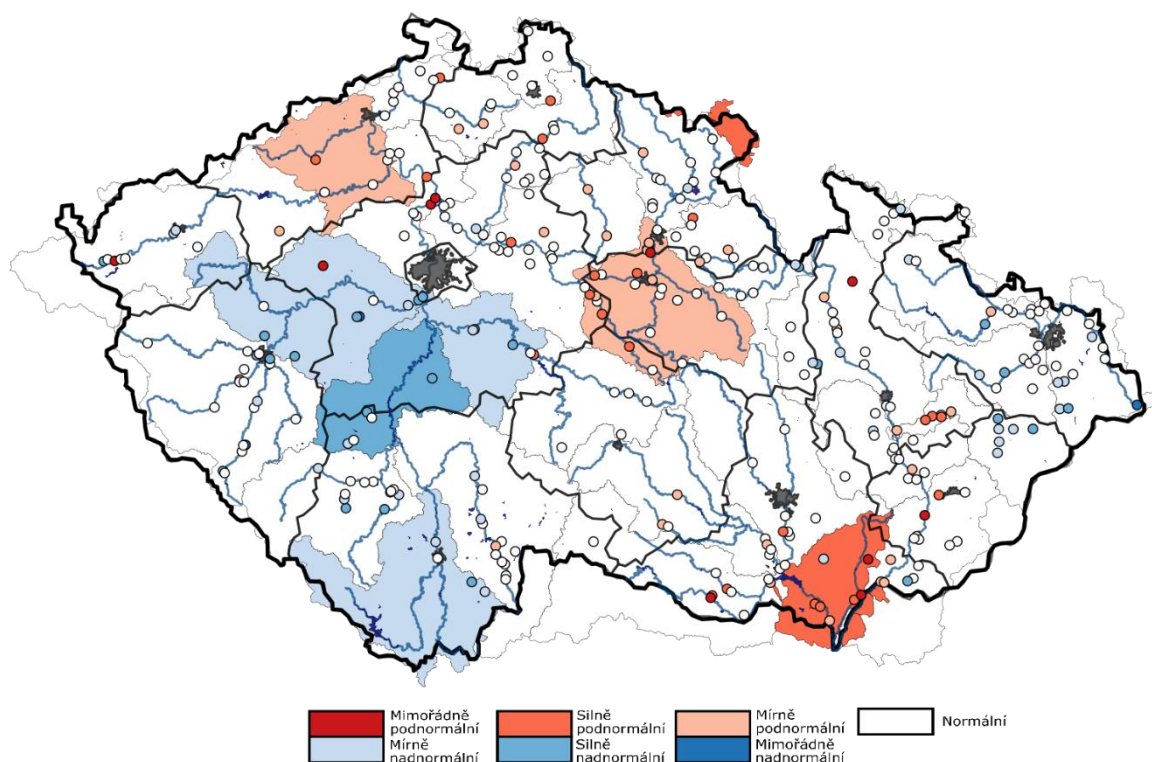 Mimořádně
podnormální
Silně
podnormální
Mírně
podnormální
Normální
Mírně
nadnormální
Silně
nadnormální
Mimořádně
nadnormální